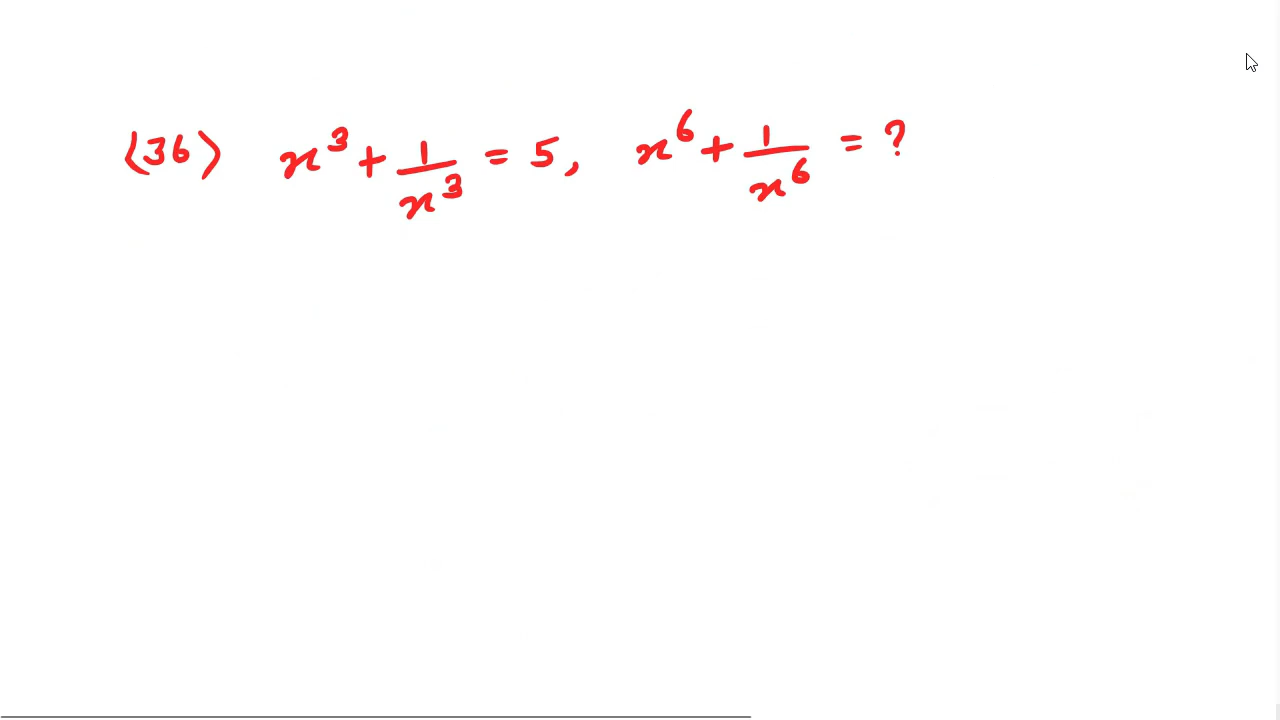 (36) x³ + 1/x³ = 5, x⁶ + 1/x⁶ = ?